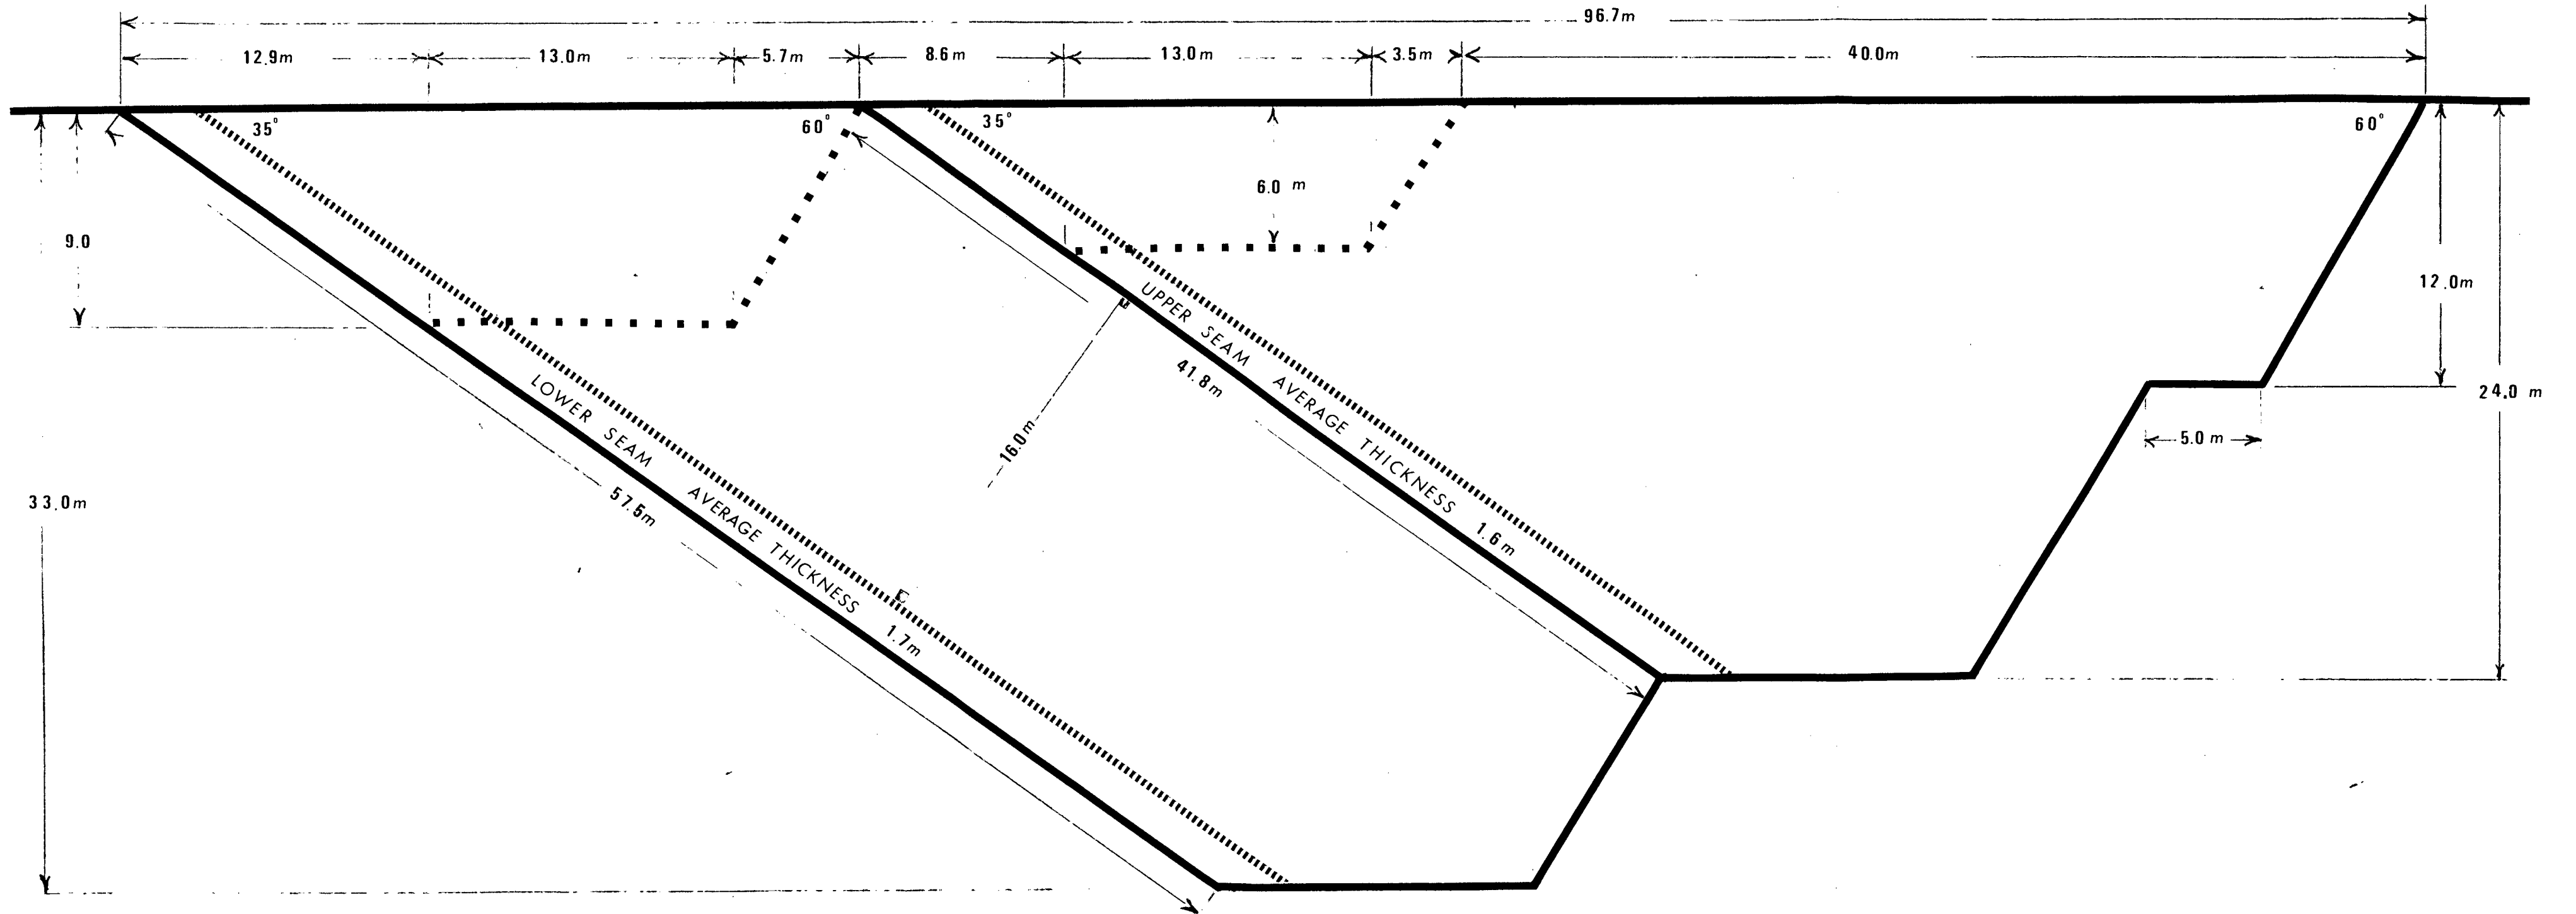 96.7m
12.9m 13.0m 5.7m 8.6m 13.0m 3.5m 40.0m
35° 60° 35° 60°
9.0
6.0 m
12.0m
24.0 m
5.0 m
33.0m
16.0m
UPPER SEAM AVERAGE THICKNESS 1.6m
41.8m
LOWER SEAM AVERAGE THICKNESS 1.7m
57.5m